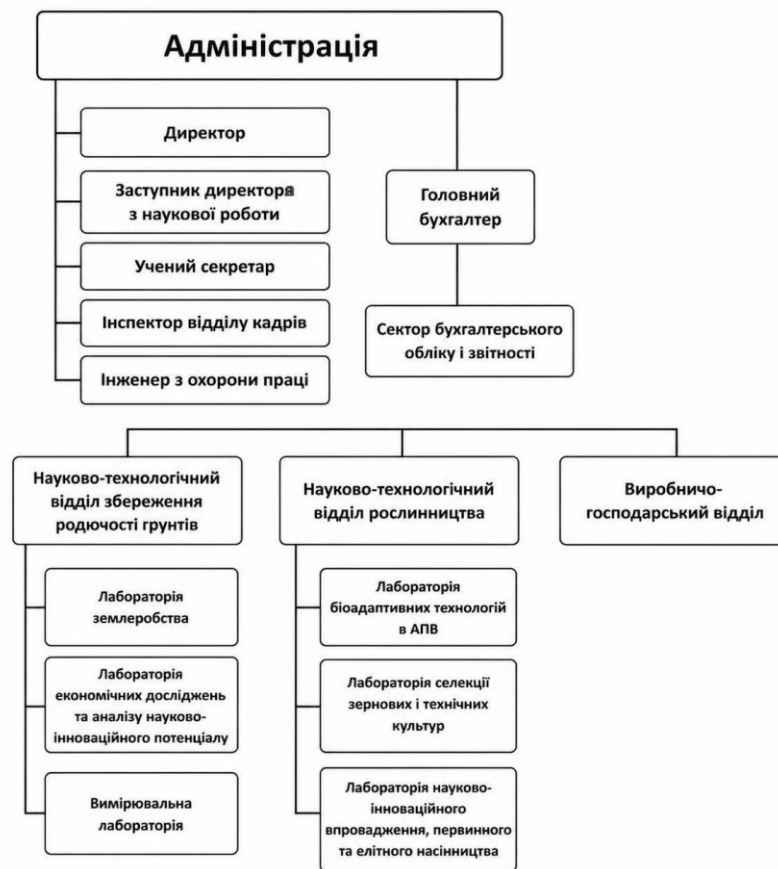 Адміністрація
Директор
Заступник директора
з наукової роботи
Учений секретар
Інспектор відділу кадрів
Інженер з охорони праці
Головний
бухгалтер
Сектор бухгалтерського
обліку і звітності
Науково-технологічний
відділ збереження
родючості грунтів
Науково-технологічний
відділ рослинництва
Виробничо-
господарський відділ
Лабораторія
землеробства
Лабораторія
економічних досліджень
та аналізу науково-
інноваційного потенціалу
Вимірювальна
лабораторія
Лабораторія
біоадаптивних технологій
в АПВ
Лабораторія селекції
зернових і технічних
культур
Лабораторія науково-
інноваційного
впровадження, первинного
та елітного насінництва